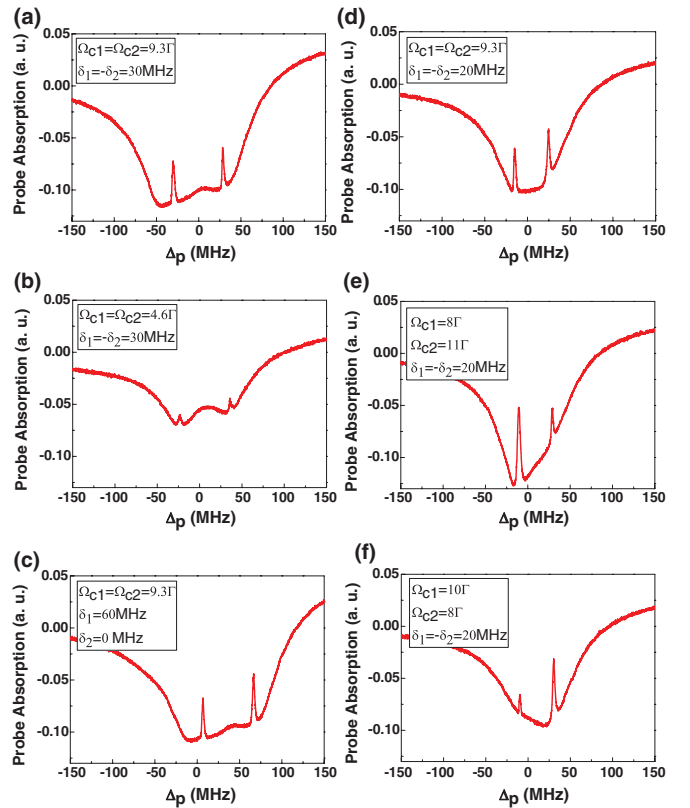 (a)
Ωc1=Ωc2=9.3Γ
δ1=-δ2=30MHz
0.00
-0.05
-0.10
Probe Absorption (a. u.)
-150 -100 -50 0 50 100 150
Δp (MHz)
(d)
Ωc1=Ωc2=9.3Γ
δ1=-δ2=20MHz
0.05
0.00
-0.05
-0.10
Probe Absorption (a. u.)
-150 -100 -50 0 50 100 150
Δp (MHz)
(b)
Ωc1=Ωc2=4.6Γ
δ1=-δ2=30MHz
0.05
0.00
-0.05
-0.10
Probe Absorption (a. u.)
-150 -100 -50 0 50 100 150
Δp (MHz)
(e)
Ωc1=8Γ
Ωc2=11Γ
δ1=-δ2=20MHz
0.05
0.00
-0.05
-0.10
Probe Absorption (a. u.)
-150 -100 -50 0 50 100 150
Δp (MHz)
(c)
Ωc1=Ωc2=9.3Γ
δ1=60MHz
δ2=0 MHz
0.05
0.00
-0.05
-0.10
Probe Absorption (a. u.)
-150 -100 -50 0 50 100 150
Δp (MHz)
(f)
Ωc1=10Γ
Ωc2=8Γ
δ1=-δ2=20MHz
0.05
0.00
-0.05
-0.10
Probe Absorption (a. u.)
-150 -100 -50 0 50 100 150
Δp (MHz)